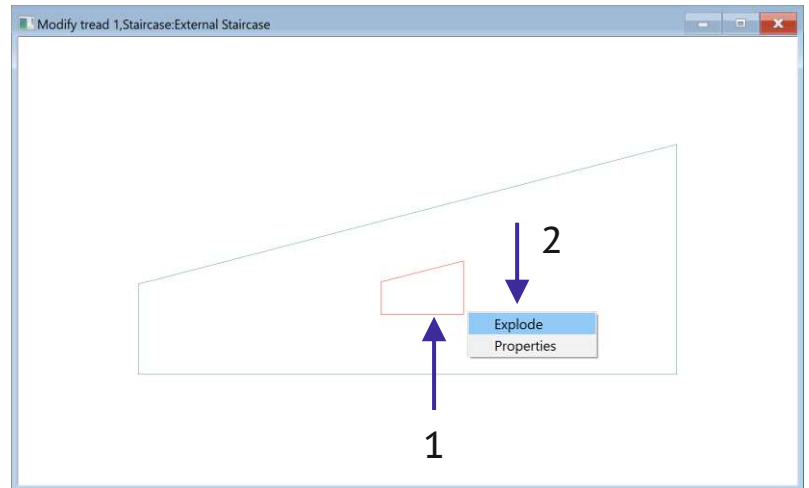 Modify tread 1,Staircase:External Staircase
2
Explode
Properties
1